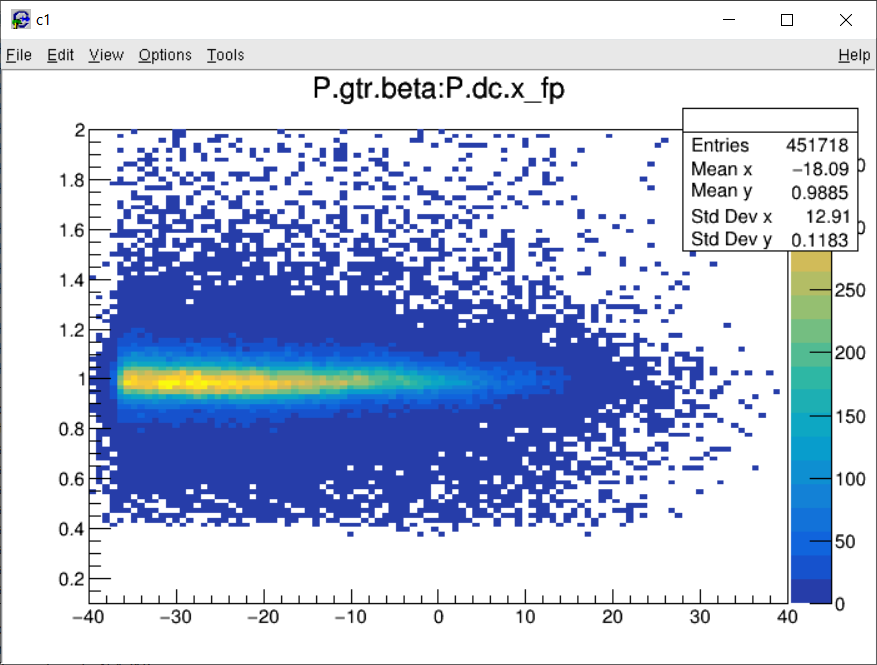 c1
File Edit View Options Tools Help
P.gtr.beta:P.dc.x_fp
Entries 451718
Mean x −18.09
Mean y 0.9885
Std Dev x 12.91
Std Dev y 0.1183
2
1.8
1.6
1.4
1.2
1
0.8
0.6
0.4
0.2
−40 −30 −20 −10 0 10 20 30 40
0
0
250
200
150
100
50
0